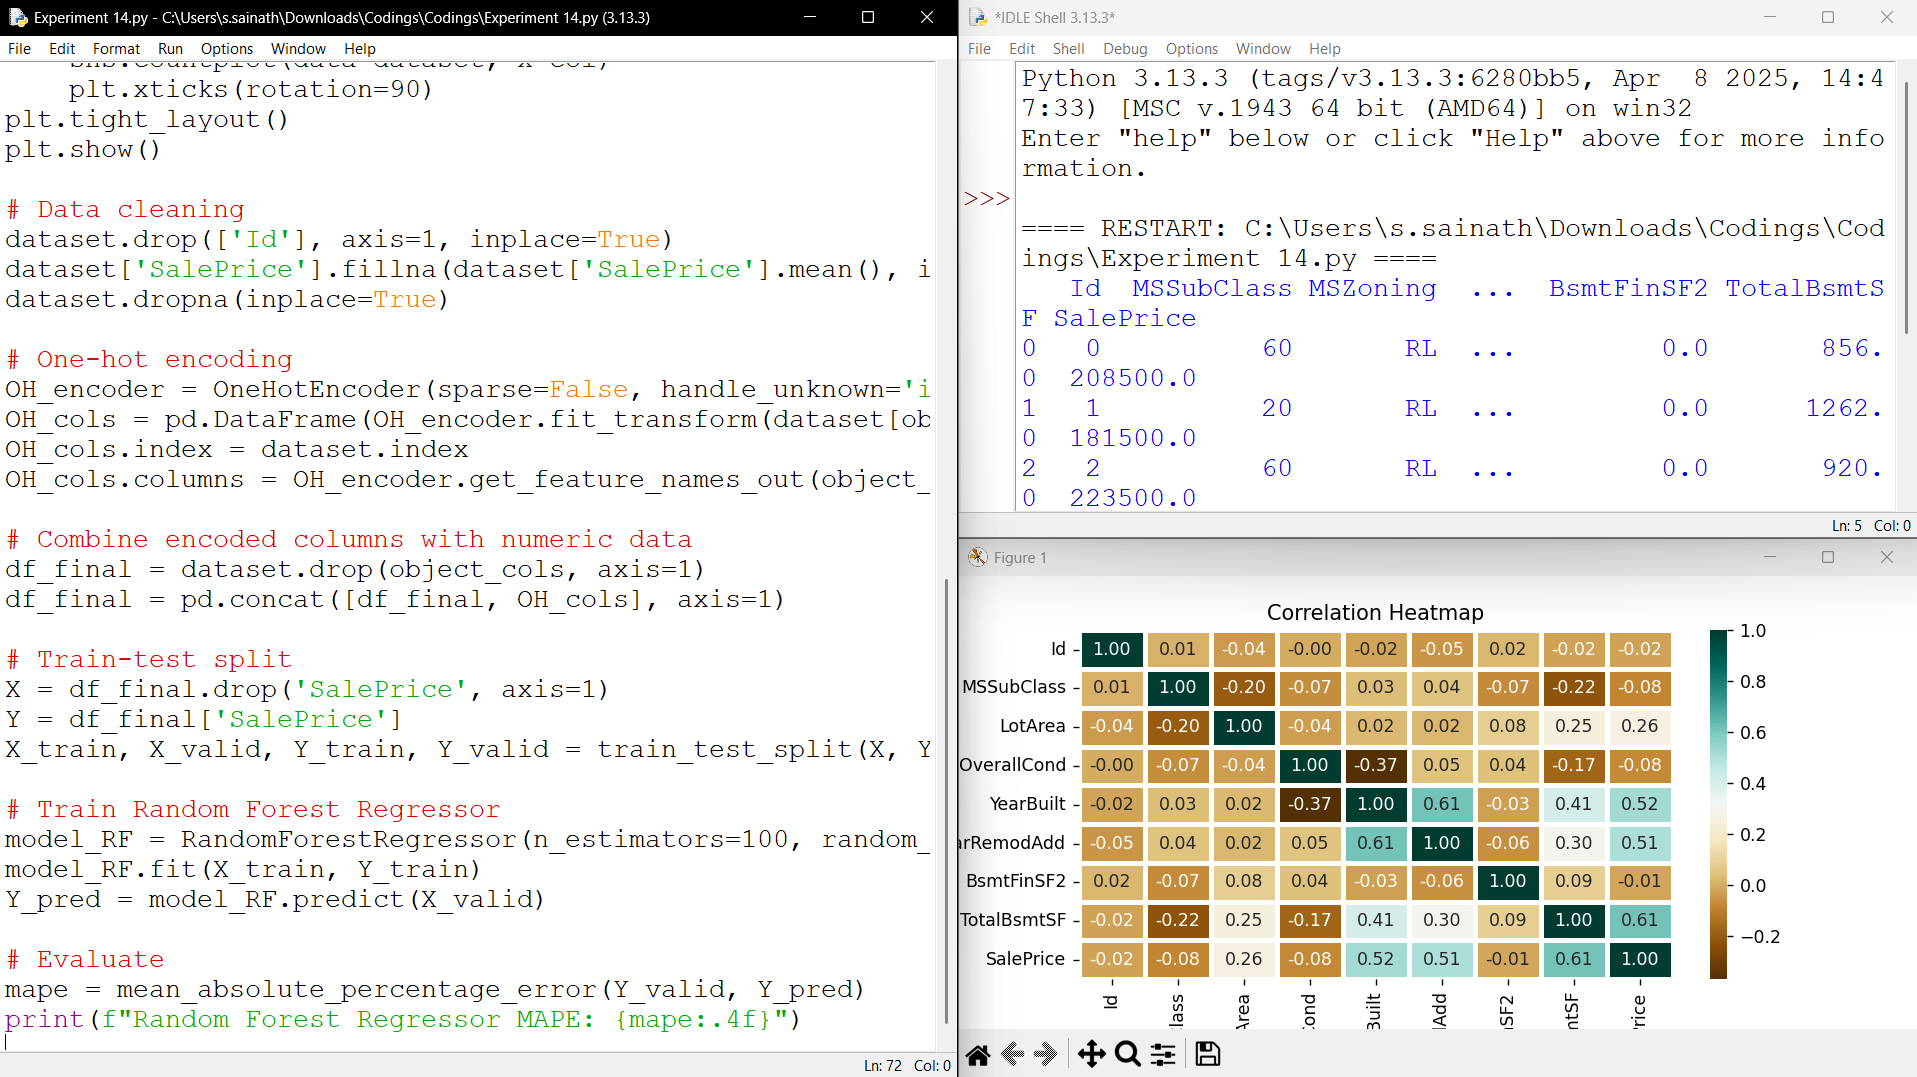 Experiment 14.py - C:\Users\s.sainath\Downloads\Codings\Codings\Experiment 14.py (3.13.3)
File Edit Format Run Options Window Help
plt.xticks(rotation=90)
plt.tight_layout()
plt.show()
# Data cleaning
dataset.drop(['Id'], axis=1, inplace=True)
dataset['SalePrice'].fillna(dataset['SalePrice'].mean(), i
dataset.dropna(inplace=True)
# One-hot encoding
OH_encoder = OneHotEncoder(sparse=False, handle_unknown='i
OH_cols = pd.DataFrame(OH_encoder.fit_transform(dataset[ob
OH_cols.index = dataset.index
OH_cols.columns = OH_encoder.get_feature_names_out(object_
# Combine encoded columns with numeric data
df_final = dataset.drop(object_cols, axis=1)
df_final = pd.concat([df_final, OH_cols], axis=1)
# Train-test split
X = df_final.drop('SalePrice', axis=1)
Y = df_final['SalePrice']
X_train, X_valid, Y_train, Y_valid = train_test_split(X, Y
# Train Random Forest Regressor
model_RF = RandomForestRegressor(n_estimators=100, random_
model_RF.fit(X_train, Y_train)
Y_pred = model_RF.predict(X_valid)
# Evaluate
mape = mean_absolute_percentage_error(Y_valid, Y_pred)
print(f"Random Forest Regressor MAPE: {mape:.4f}")
Ln: 72 Col: 0
*IDLE Shell 3.13.3*
File Edit Shell Debug Options Window Help
Python 3.13.3 (tags/v3.13.3:6280bb5, Apr 8 2025, 14:4
7:33) [MSC v.1943 64 bit (AMD64)] on win32
Enter "help" below or click "Help" above for more info
rmation.
>>>
==== RESTART: C:\Users\s.sainath\Downloads\Codings\Cod
ings\Experiment 14.py ====
Id MSSubClass MSZoning ... BsmtFinSF2 TotalBsmtS
F SalePrice
0 0 60 RL ... 0.0 856.
0 208500.0
1 1 20 RL ... 0.0 1262.
0 181500.0
2 2 60 RL ... 0.0 920.
0 223500.0
Ln: 5 Col: 0
Figure 1
Correlation Heatmap
Id 1.00 0.01 -0.04 -0.00 -0.02 -0.05 0.02 -0.02 -0.02
MSSubClass 0.01 1.00 -0.20 -0.07 0.03 0.04 -0.07 -0.22 -0.08
LotArea -0.04 -0.20 1.00 -0.04 0.02 0.02 0.08 0.25 0.26
OverallCond -0.00 -0.07 -0.04 1.00 -0.37 0.05 0.04 -0.17 -0.08
YearBuilt -0.02 0.03 0.02 -0.37 1.00 0.61 -0.03 0.41 0.52
arRemodAdd -0.05 0.04 0.02 0.05 0.61 1.00 -0.06 0.30 0.51
BsmtFinSF2 0.02 -0.07 0.08 0.04 -0.03 -0.06 1.00 0.09 -0.01
TotalBsmtSF -0.02 -0.22 0.25 -0.17 0.41 0.30 0.09 1.00 0.61
SalePrice -0.02 -0.08 0.26 -0.08 0.52 0.51 -0.01 0.61 1.00
Id lass Area ond Built Add SF2 ntSF rice
1.0
0.8
0.6
0.4
0.2
0.0
-0.2